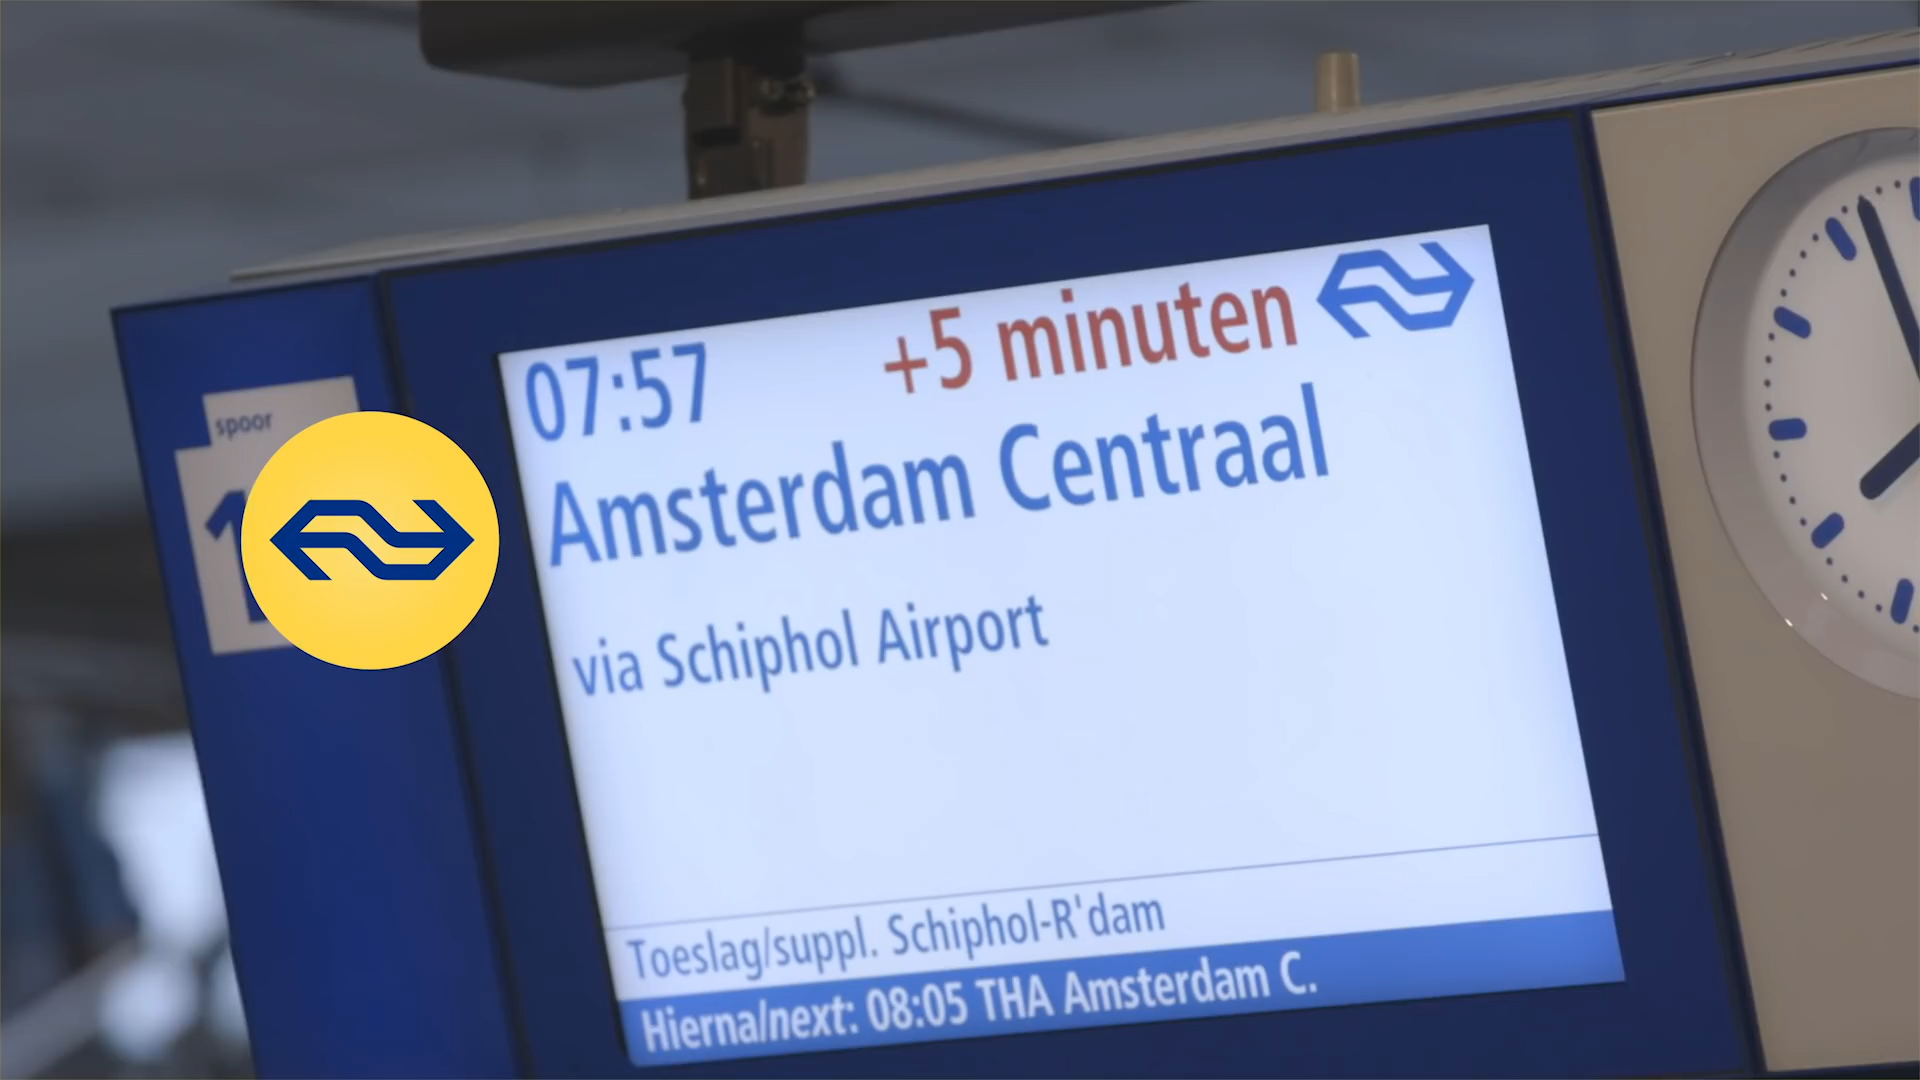 spoor
1
07:57 +5 minuten
Amsterdam Centraal
via Schiphol Airport
Toeslag/suppl. Schiphol-R'dam
Hierna/next: 08:05 THA Amsterdam C.